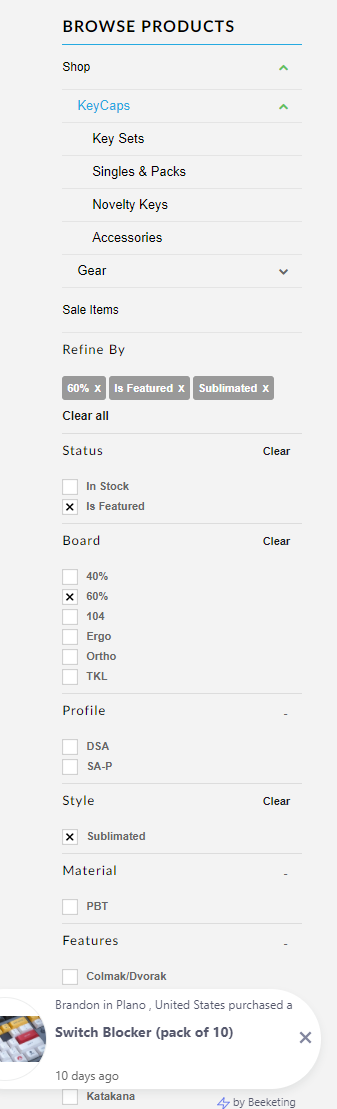 BROWSE PRODUCTS
Shop
KeyCaps
Key Sets
Singles & Packs
Novelty Keys
Accessories
Gear
Sale Items
Refine By
60% x Is Featured x Sublimated x
Clear all
Status Clear
In Stock
Is Featured
Board Clear
40%
60%
104
Ergo
Ortho
TKL
Profile -
DSA
SA-P
Style Clear
Sublimated
Material -
PBT
Features -
Colmak/Dvorak
Brandon in Plano , United States purchased a
Switch Blocker (pack of 10)
10 days ago
by Beeketing
Katakana